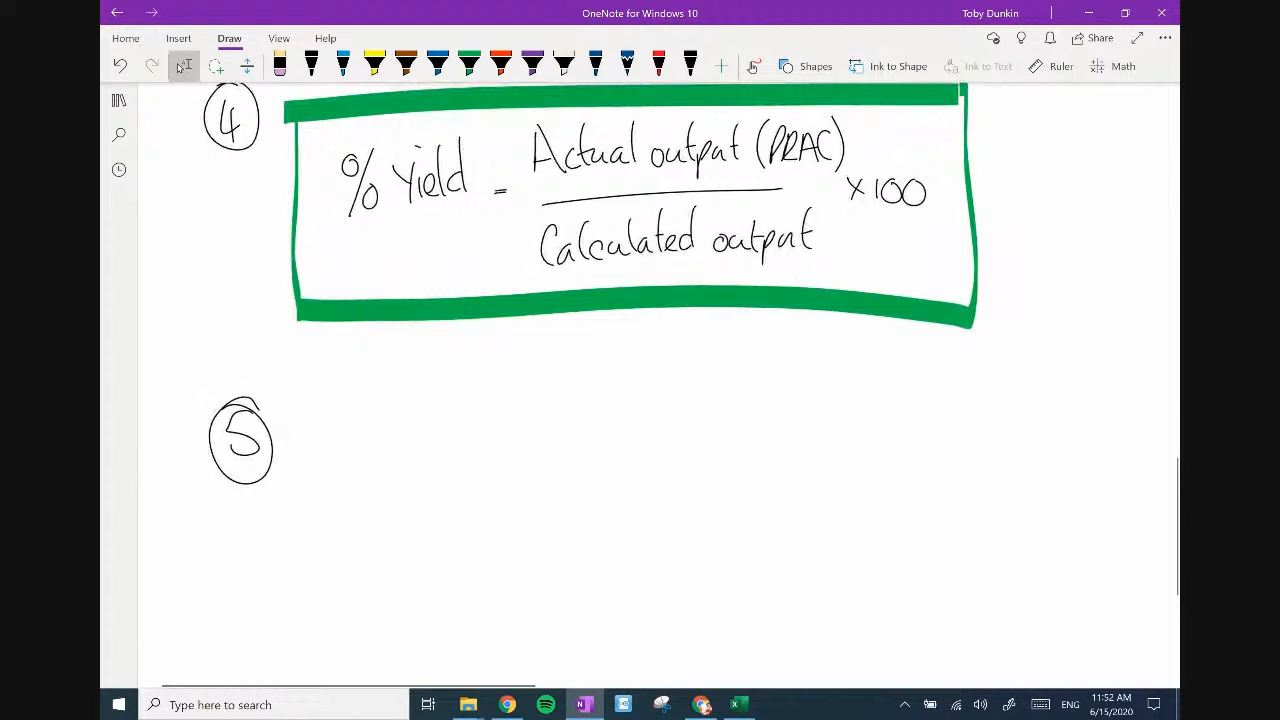 OneNote for Windows 10
Toby Dunkin
Home Insert Draw View Help
Share
Shapes Ink to Shape Ink to Text Ruler Math
4
% Yield = Actual output (PRAC)
x100
Calculated output
5
Type here to search
ENG
11:52 AM
6/15/2020